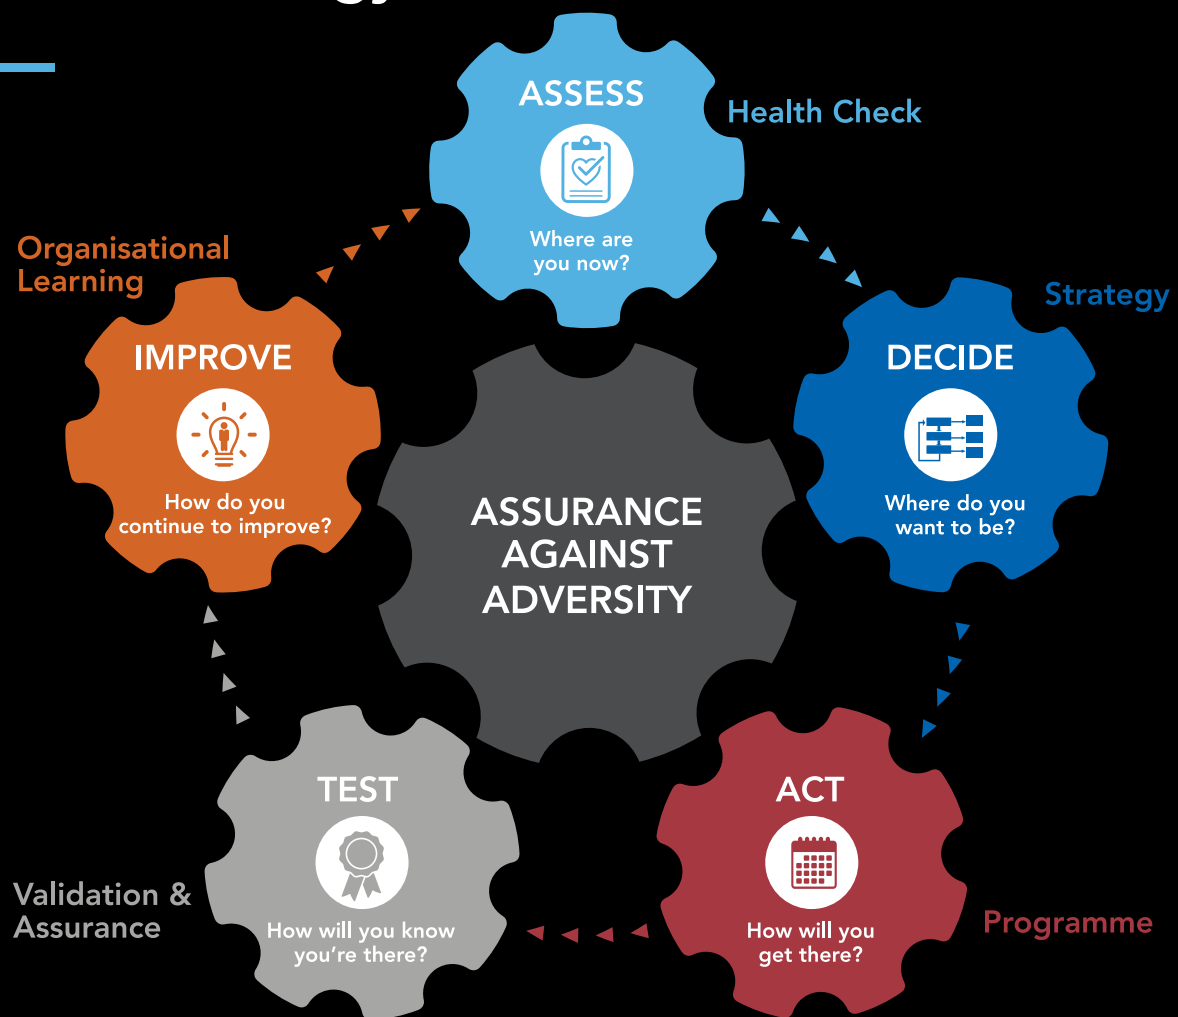 ASSESS
Health Check
Where are
you now?
Organisational
Learning
Strategy
IMPROVE
DECIDE
How do you
continue to improve?
Where do you
want to be?
ASSURANCE
AGAINST
ADVERSITY
TEST
ACT
Validation &
Assurance
How will you know
you're there?
How will you
get there?
Programme